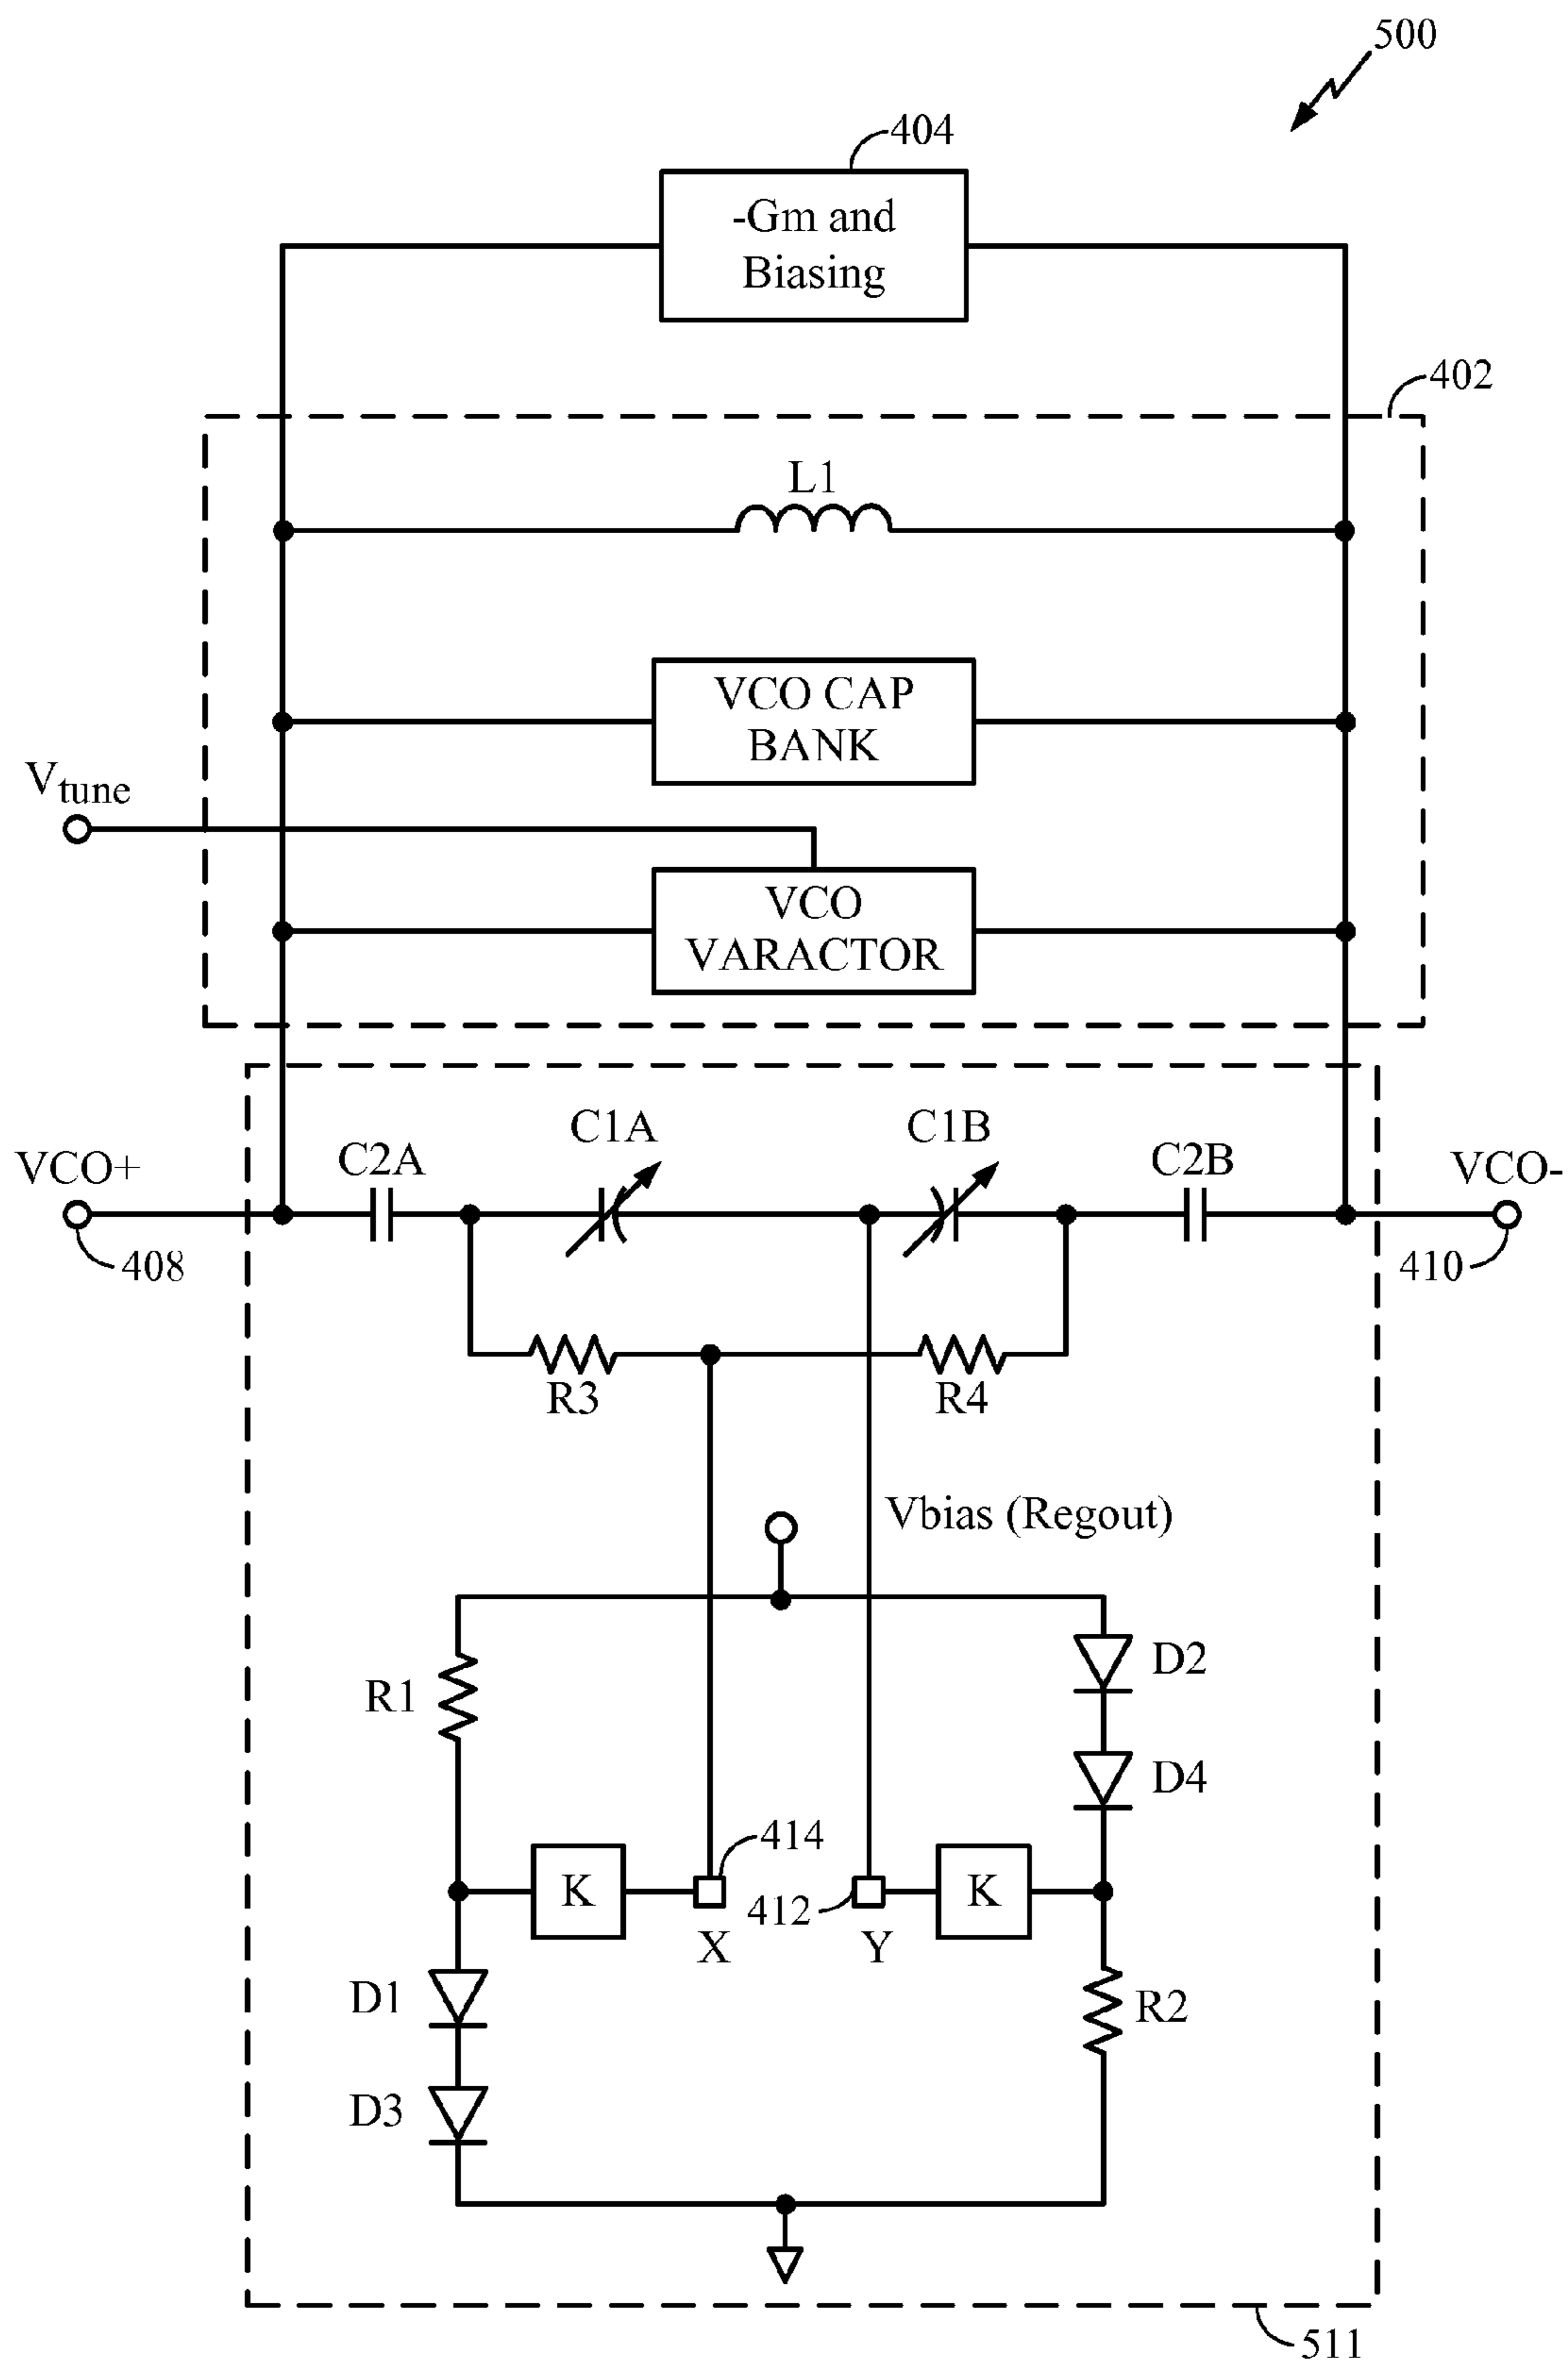 500
404
-Gm and
Biasing
402
L1
VCO CAP
BANK
Vtune
VCO
VARACTOR
C1A
C1B
C2A
C2B
VCO+
VCO-
408
410
R3
R4
Vbias (Regout)
D2
R1
D4
414
K
K
412
X
Y
D1
R2
D3
511